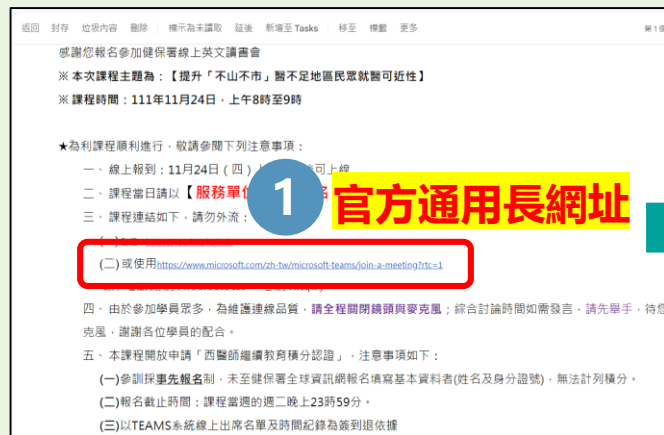 返回 封存 垃圾內容 刪除 標示為未讀取 延後 新增至 Tasks 移至 標籤 更多 第 1
感謝您報名參加健保署線上英文讀書會
※ 本次課程主題為：【提升「不山不市」醫不足地區民眾就醫可近性】
※ 課程時間：111年11月24日，上午8時至9時
★為利課程順利進行，敬請參閱下列注意事項：
一、線上報到：11月24日（四）上 可上線
二、課程當日請以【服務單位 名
1 官方通用長網址
三、課程連結如下，請勿外流：
(二)或使用https://www.microsoft.com/zh-tw/microsoft-teams/join-a-meeting?rtc=1
四、由於參加學員眾多，為維護連線品質，請全程關閉鏡頭與麥克風；綜合討論時間如需發言，請先舉手，待您
克風，謝謝各位學員的配合。
五、本課程開放申請「西醫師繼續教育積分認證」，注意事項如下：
(一)參訓採事先報名制，未至健保署全球資訊網報名填寫基本資料者(姓名及身分證號)，無法計列積分。
(二)報名截止時間：課程當週的週二晚上23時59分。
(三)以TEAMS系統線上出席名單及時間紀錄為簽到退依據